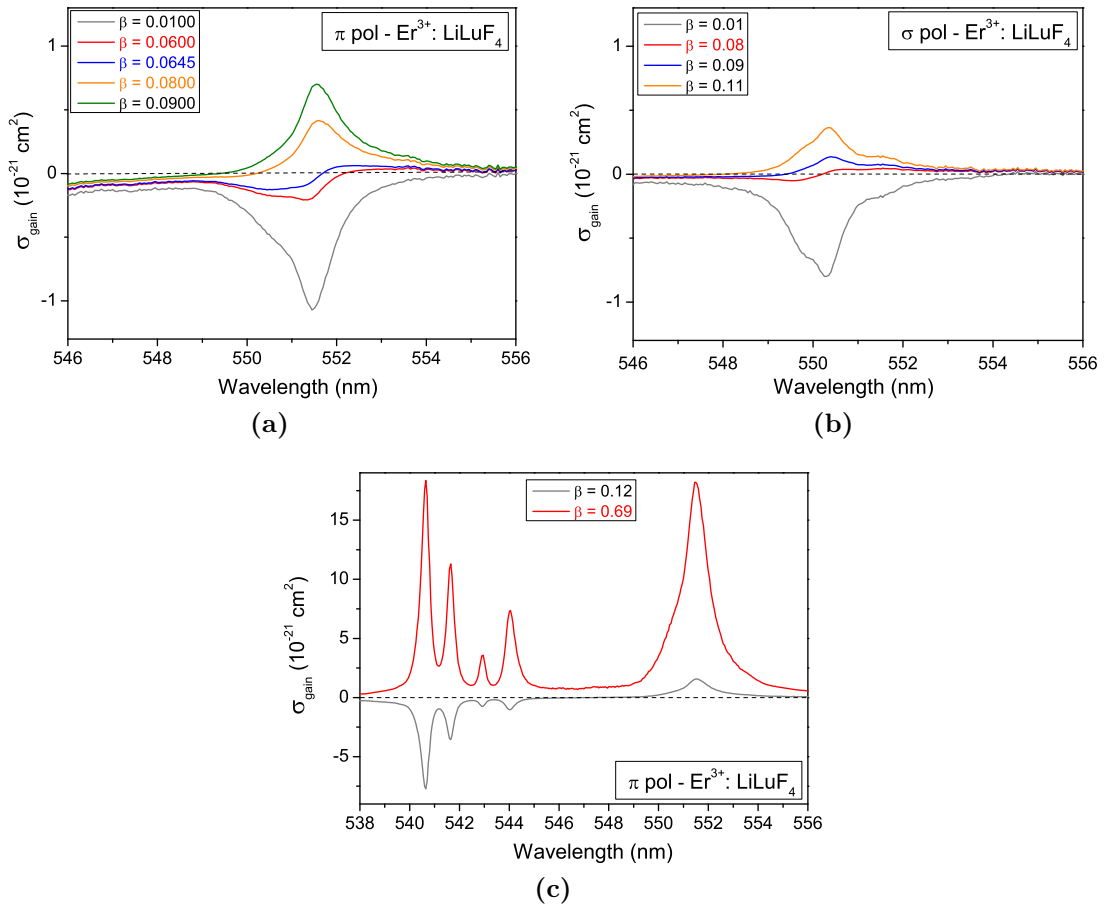 β = 0.0100
β = 0.0600
β = 0.0645
β = 0.0800
β = 0.0900
π pol - Er³⁺: LiLuF₄
1
0
-1
σgain (10⁻²¹ cm²)
546 548 550 552 554 556
Wavelength (nm)
(a)
β = 0.01
β = 0.08
β = 0.09
β = 0.11
σ pol - Er³⁺: LiLuF₄
1
0
-1
σgain (10⁻²¹ cm²)
546 548 550 552 554 556
Wavelength (nm)
(b)
β = 0.12
β = 0.69
15
10
5
0
-5
σgain (10⁻²¹ cm²)
π pol - Er³⁺: LiLuF₄
538 540 542 544 546 548 550 552 554 556
Wavelength (nm)
(c)